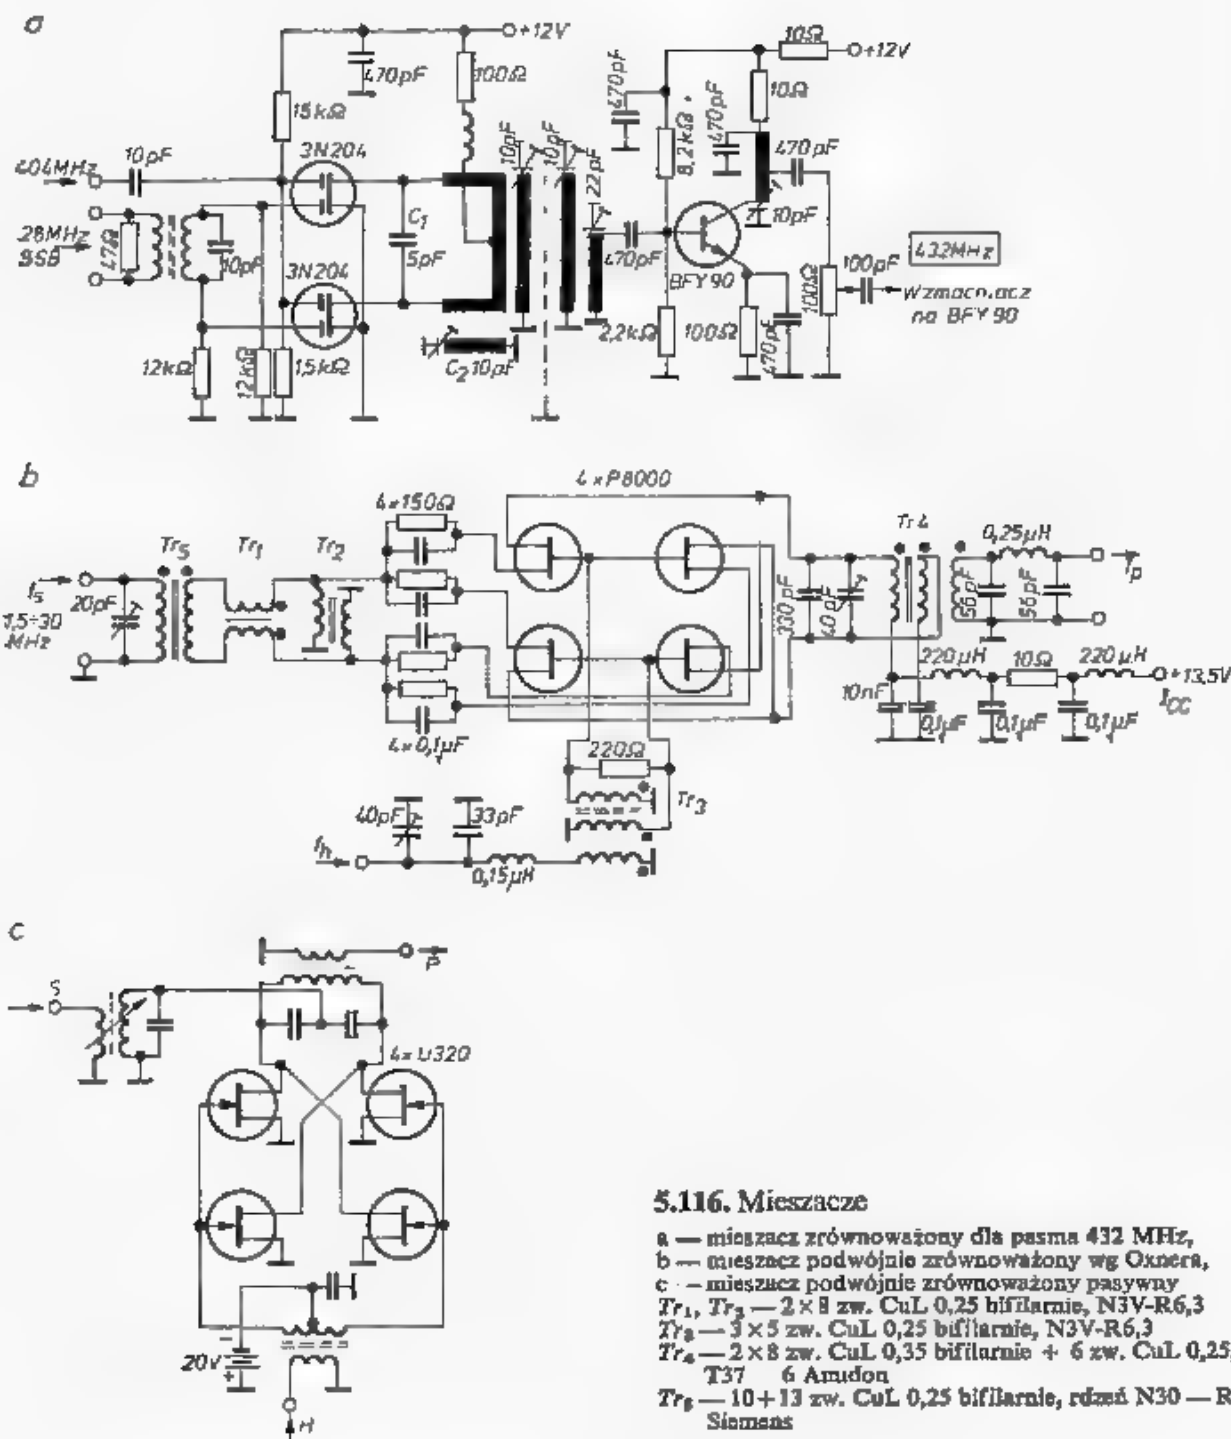 a
+12V
10Ω
+12V
470pF
100Ω
15kΩ
470pF
8,2kΩ
10Ω
470pF
470pF
3N204
10pF
10pF
10pF
22pF
404MHz
C1
5pF
10pF
28MHz
47Ω
10pF
470pF
BFY90
432MHz
100pF
3N204
100Ω
Wzmacniacz
na BFY 90
12kΩ
12kΩ
1,5kΩ
C2 10pF
2,2kΩ
100Ω
470pF
b
4×P8000
4×150Ω
Tr5
Tr1
Tr2
Tr4
0,25μH
fs
20pF
1,5÷30
MHz
330pF
40pF
56pF
56pF
fp
220μH
10Ω
220μH
+13,5V
ICC
10nF
0,1μF
0,1μF
0,1μF
4×0,1μF
220Ω
Tr3
40pF
33pF
fh
0,15μH
c
P
S
4×U320
20V
H
5.116. Mieszacze
a — mieszacz zrównoważony dla pasma 432 MHz,
b — mieszacz podwójnie zrównoważony wg Oxnera,
c — mieszacz podwójnie zrównoważony pasywny
Tr1, Tr2 — 2×8 zw. CuL 0,25 bifilarnie, N3V-R6,3
Tr3 — 3×5 zw. CuL 0,25 bifilarnie, N3V-R6,3
Tr4 — 2×8 zw. CuL 0,35 bifilarnie + 6 zw. CuL 0,25,
T37 6 Amidon
Tr5 — 10+13 zw. CuL 0,25 bifilarnie, rdzeń N30 — R
Siemens